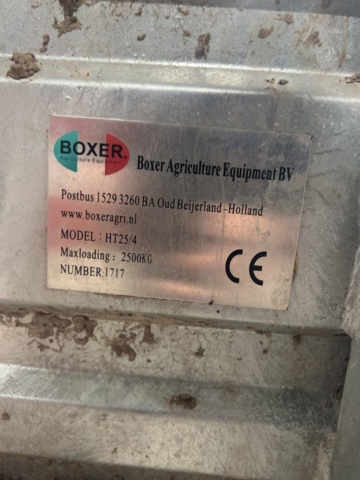 BOXER®
Agriculture Equipment
Boxer Agriculture Equipment BV
Postbus 1529 3260 BA Oud Beijerland-Holland
www.boxeragri.nl
MODEL: HT25/4
Maxloading: 2500KG
NUMBER 1717
CE